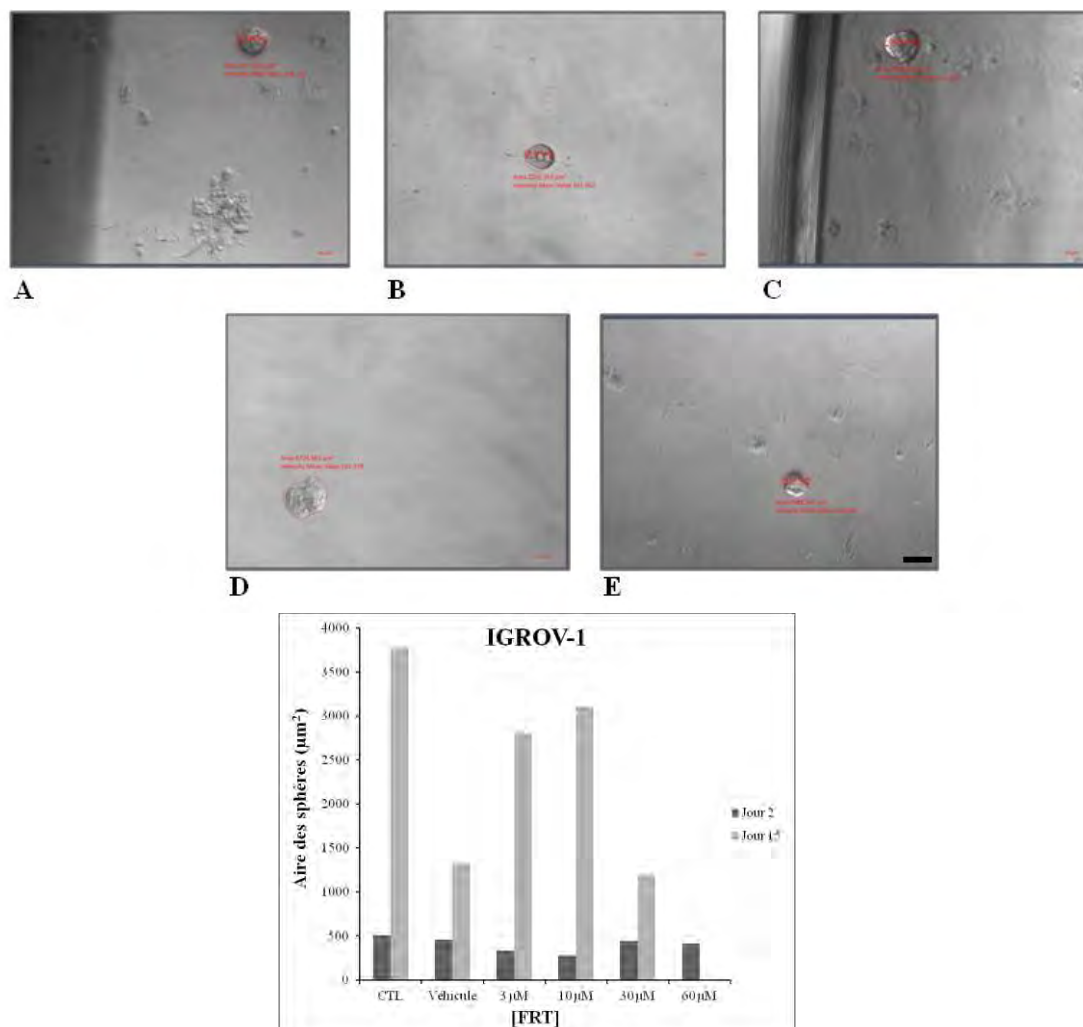 A
B
C
D
E
IGROV-1
4000
3500
3000
2500
2000
1500
1000
500
0
Aire des sphères (µm²)
CTL
Véhicule
3 µM
10 µM
30 µM
60 µM
[FRT]
Jour 2
Jour 15